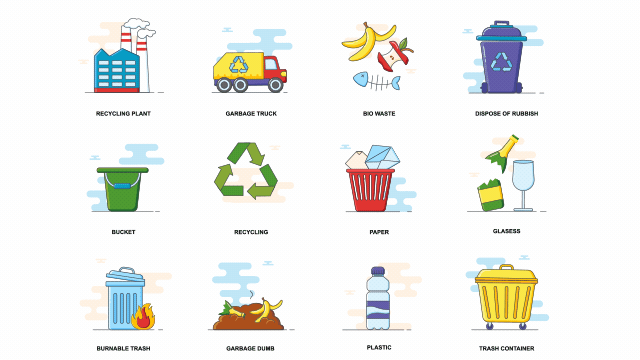 RECYCLING PLANT
GARBAGE TRUCK
BIO WASTE
DISPOSE OF RUBBISH
BUCKET
RECYCLING
PAPER
GLASESS
BURNABLE TRASH
GARBAGE DUMB
PLASTIC
TRASH CONTAINER